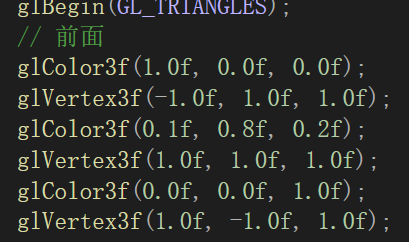 glBegin(GL_TRIANGLES);
// 前面
glColor3f(1.0f, 0.0f, 0.0f);
glVertex3f(-1.0f, 1.0f, 1.0f);
glColor3f(0.1f, 0.8f, 0.2f);
glVertex3f(1.0f, 1.0f, 1.0f);
glColor3f(0.0f, 0.0f, 1.0f);
glVertex3f(1.0f, -1.0f, 1.0f);